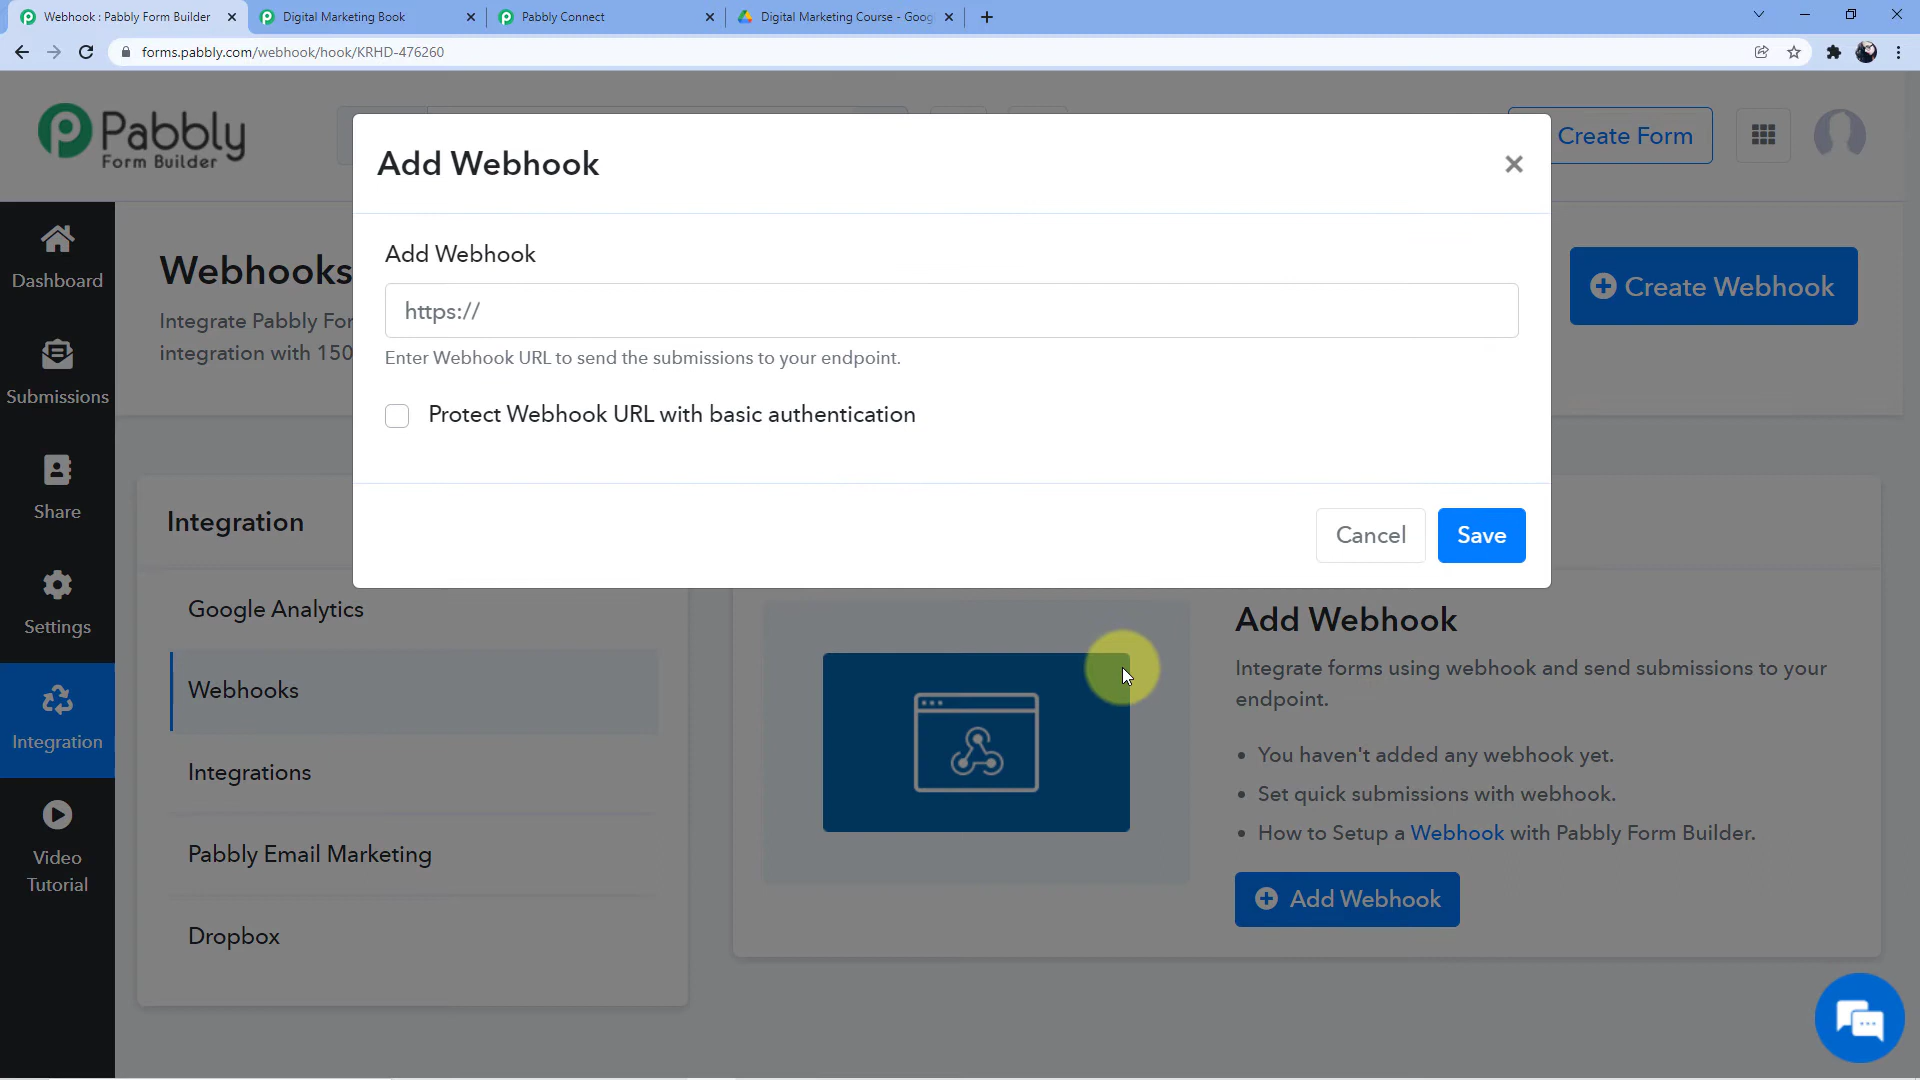 Webhook : Pabbly Form Builder
Digital Marketing Book
Pabbly Connect
Digital Marketing Course - Goog
forms.pabbly.com/webhook/hook/KRHD-476260
Pabbly
Form Builder
Create Form
Add Webhook
Add Webhook
https://
Enter Webhook URL to send the submissions to your endpoint.
Protect Webhook URL with basic authentication
Cancel
Save
Dashboard
Submissions
Share
Settings
Integration
Video
Tutorial
Webhooks
Integrate Pabbly For
integration with 150
Create Webhook
Integration
Google Analytics
Webhooks
Integrations
Pabbly Email Marketing
Dropbox
Add Webhook
Integrate forms using webhook and send submissions to your
endpoint.
• You haven't added any webhook yet.
• Set quick submissions with webhook.
• How to Setup a Webhook with Pabbly Form Builder.
Add Webhook